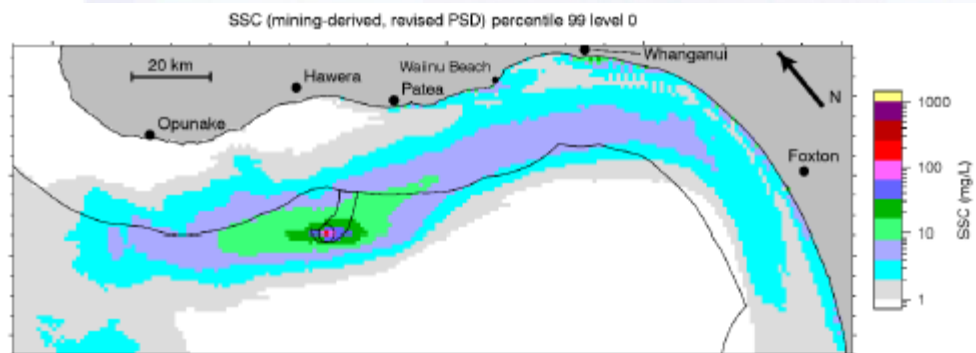 SSC (mining-derived, revised PSD) percentile 99 level 0
20 km
Hawera
Waiinu Beach
Patea
Whanganui
Opunake
N
Foxton
1000
100
10
1
SSC (mg/L)